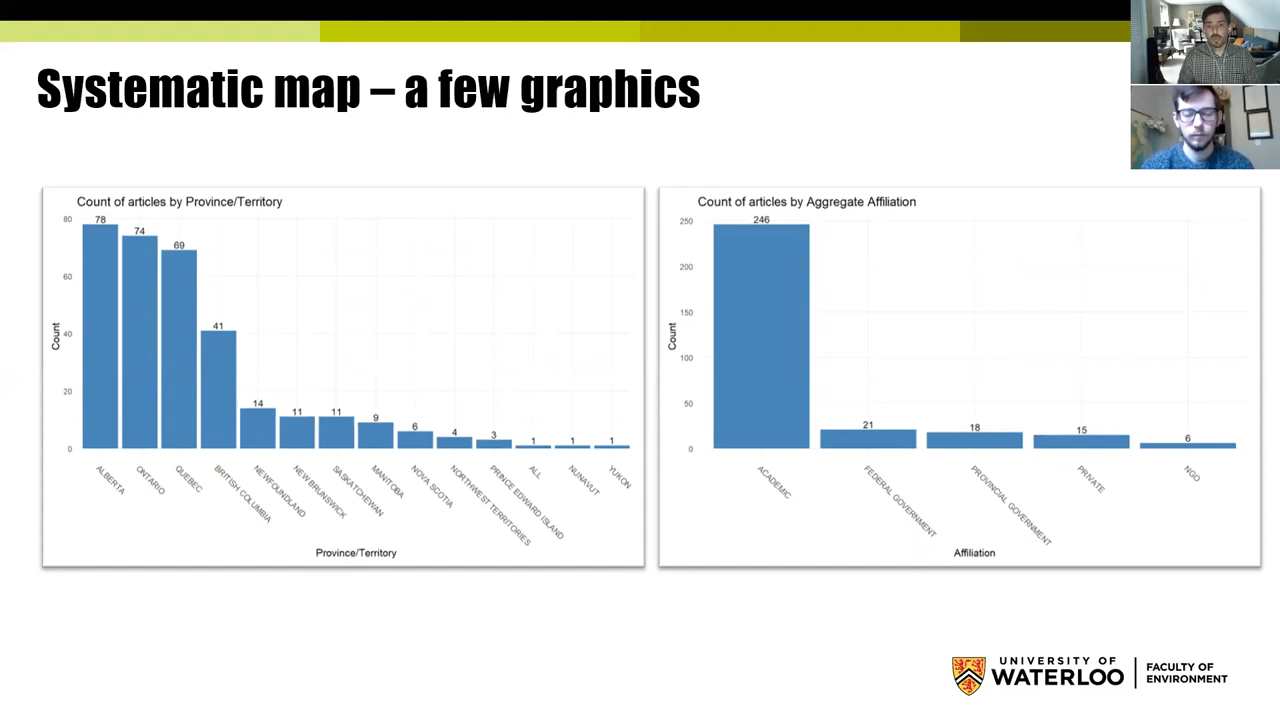 Systematic map – a few graphics
Count of articles by Province/Territory
80
60
40
20
0
Count
78
74
69
41
14
11
11
9
6
4
3
1
1
1
ALBERTA
ONTARIO
QUEBEC
BRITISH COLUMBIA
NEWFOUNDLAND
NEW BRUNSWICK
SASKATCHEWAN
MANITOBA
NOVA SCOTIA
NORTHWEST TERRITORIES
PRINCE EDWARD ISLAND
ALL
NUNAVUT
YUKON
Province/Territory
Count of articles by Aggregate Affiliation
250
200
150
100
50
0
Count
246
21
18
15
6
ACADEMIC
FEDERAL GOVERNMENT
PROVINCIAL GOVERNMENT
PRIVATE
NGO
Affiliation
UNIVERSITY OF
WATERLOO
FACULTY OF
ENVIRONMENT